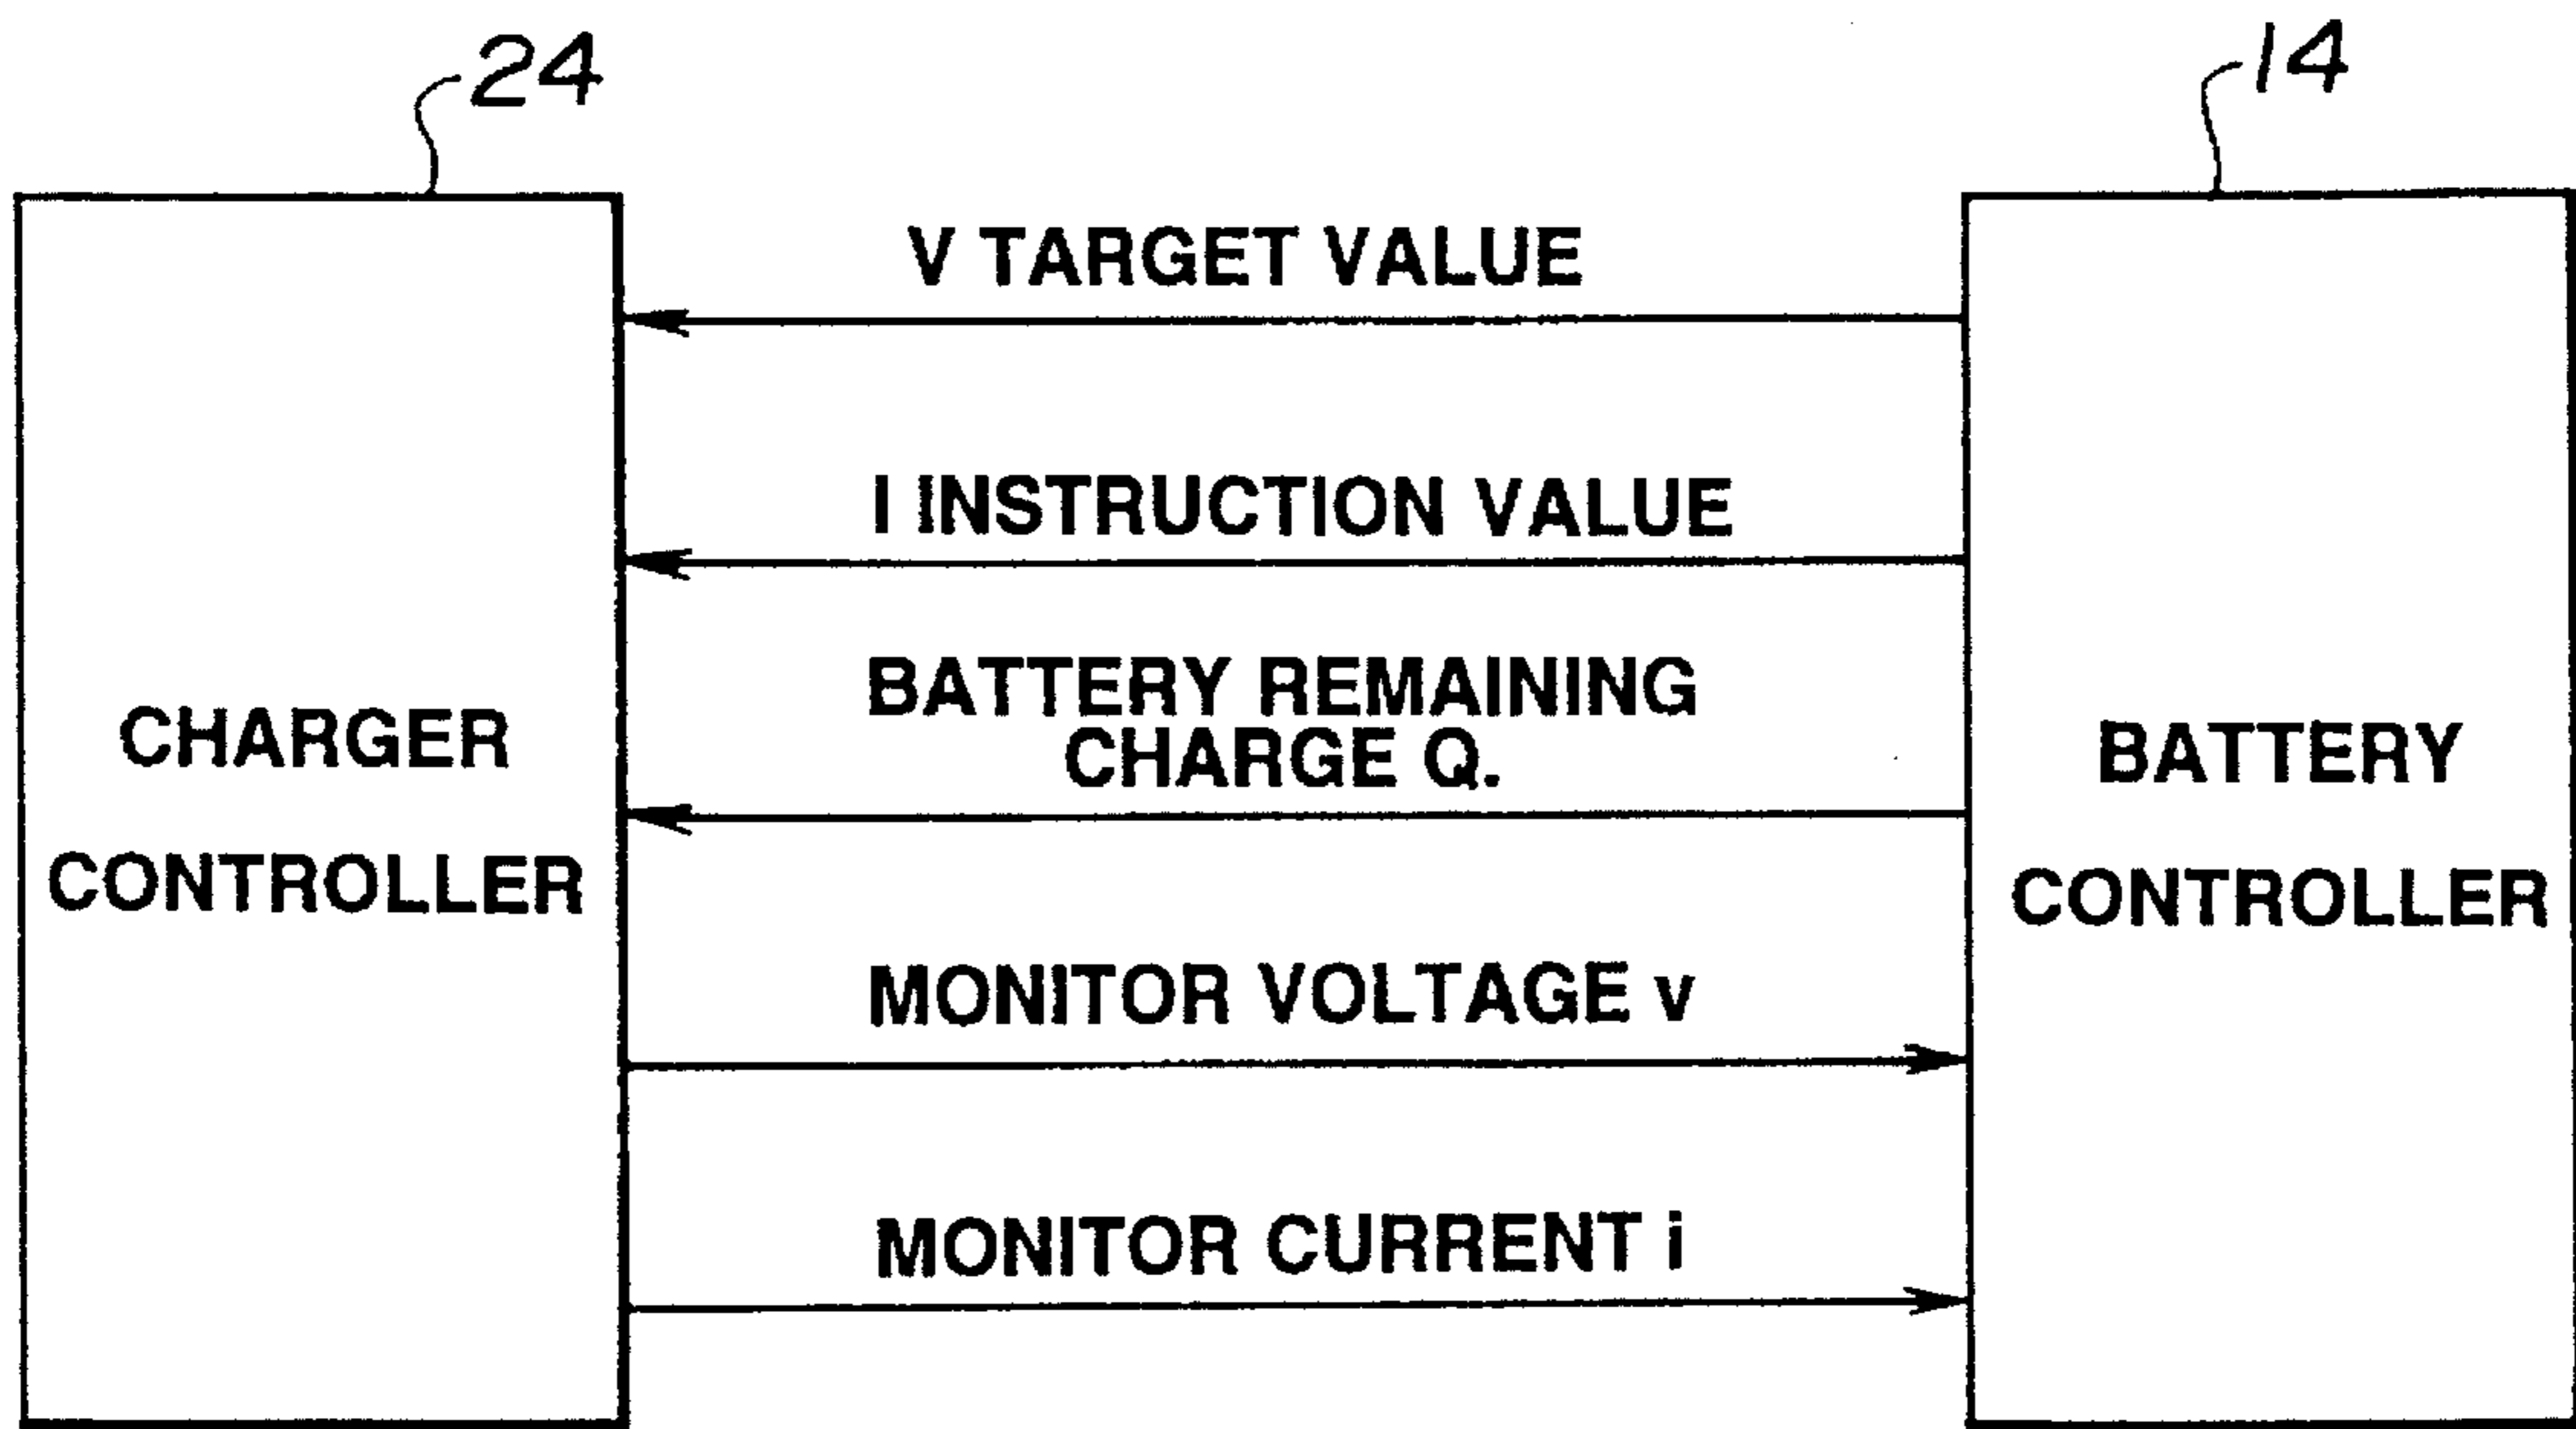 24
14
V TARGET VALUE
I INSTRUCTION VALUE
BATTERY REMAINING
CHARGE Q.
CHARGER
CONTROLLER
BATTERY
CONTROLLER
MONITOR VOLTAGE v
MONITOR CURRENT i